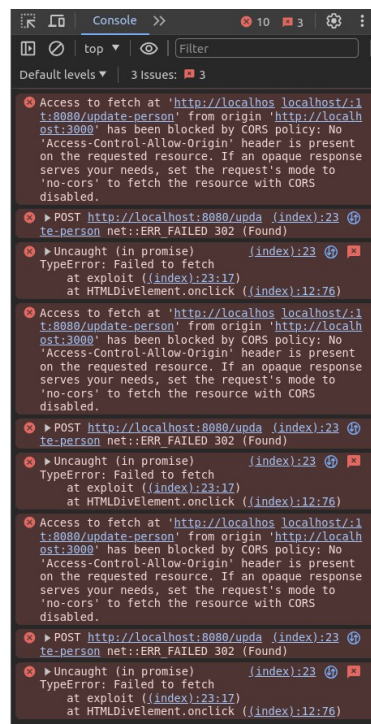 Console
10
3
top
Filter
Default levels
3 Issues:
3
Access to fetch at 'http://localhos localhost/:1
t:8080/update-person' from origin 'http://localh
ost:3000' has been blocked by CORS policy: No
'Access-Control-Allow-Origin' header is present
on the requested resource. If an opaque response
serves your needs, set the request's mode to
'no-cors' to fetch the resource with CORS
disabled.
POST http://localhost:8080/upda (index):23
te-person net::ERR_FAILED 302 (Found)
Uncaught (in promise) (index):23
TypeError: Failed to fetch
at exploit ((index):23:17)
at HTMLDivElement.onclick ((index):12:76)
Access to fetch at 'http://localhos localhost/:1
t:8080/update-person' from origin 'http://localh
ost:3000' has been blocked by CORS policy: No
'Access-Control-Allow-Origin' header is present
on the requested resource. If an opaque response
serves your needs, set the request's mode to
'no-cors' to fetch the resource with CORS
disabled.
POST http://localhost:8080/upda (index):23
te-person net::ERR_FAILED 302 (Found)
Uncaught (in promise) (index):23
TypeError: Failed to fetch
at exploit ((index):23:17)
at HTMLDivElement.onclick ((index):12:76)
Access to fetch at 'http://localhos localhost/:1
t:8080/update-person' from origin 'http://localh
ost:3000' has been blocked by CORS policy: No
'Access-Control-Allow-Origin' header is present
on the requested resource. If an opaque response
serves your needs, set the request's mode to
'no-cors' to fetch the resource with CORS
disabled.
POST http://localhost:8080/upda (index):23
te-person net::ERR_FAILED 302 (Found)
Uncaught (in promise) (index):23
TypeError: Failed to fetch
at exploit ((index):23:17)
at HTMLDivElement.onclick ((index):12:76)